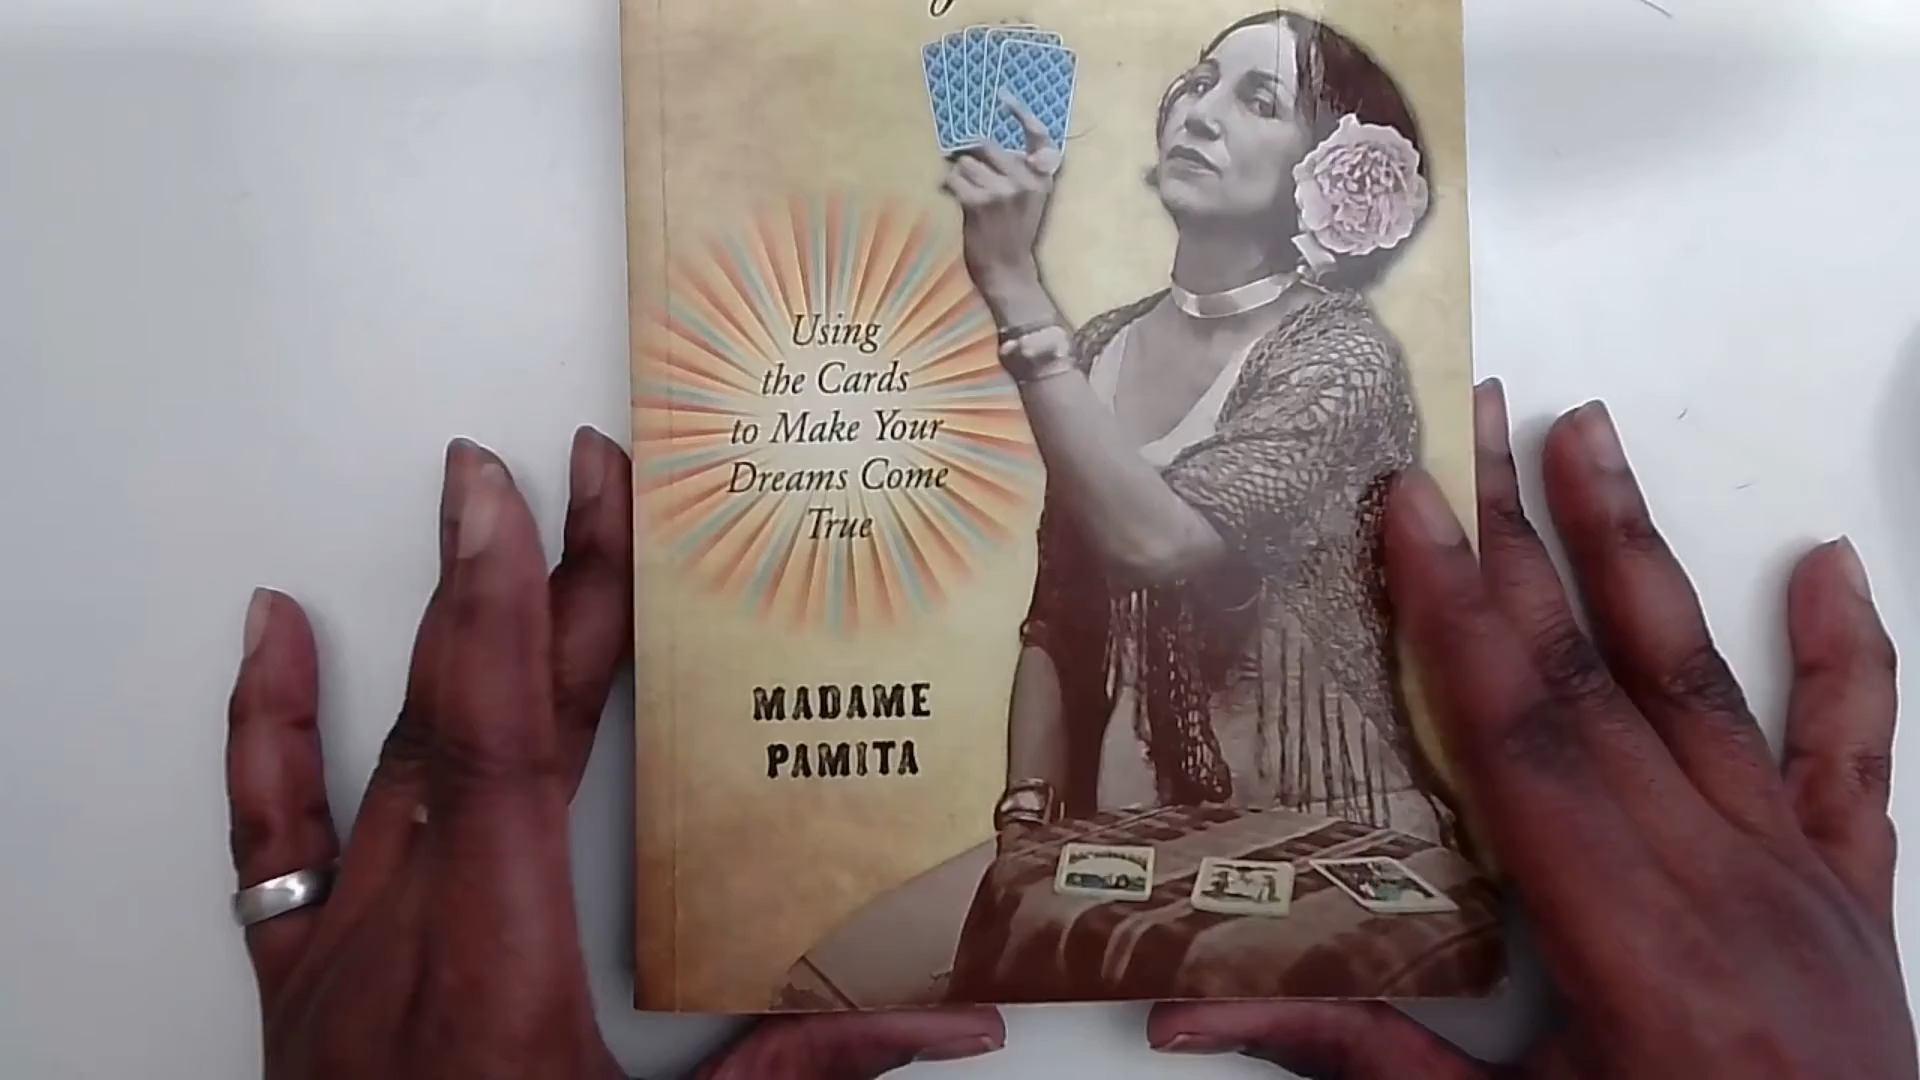 Using
the Cards
to Make Your
Dreams Come
True
MADAME
PAMITA